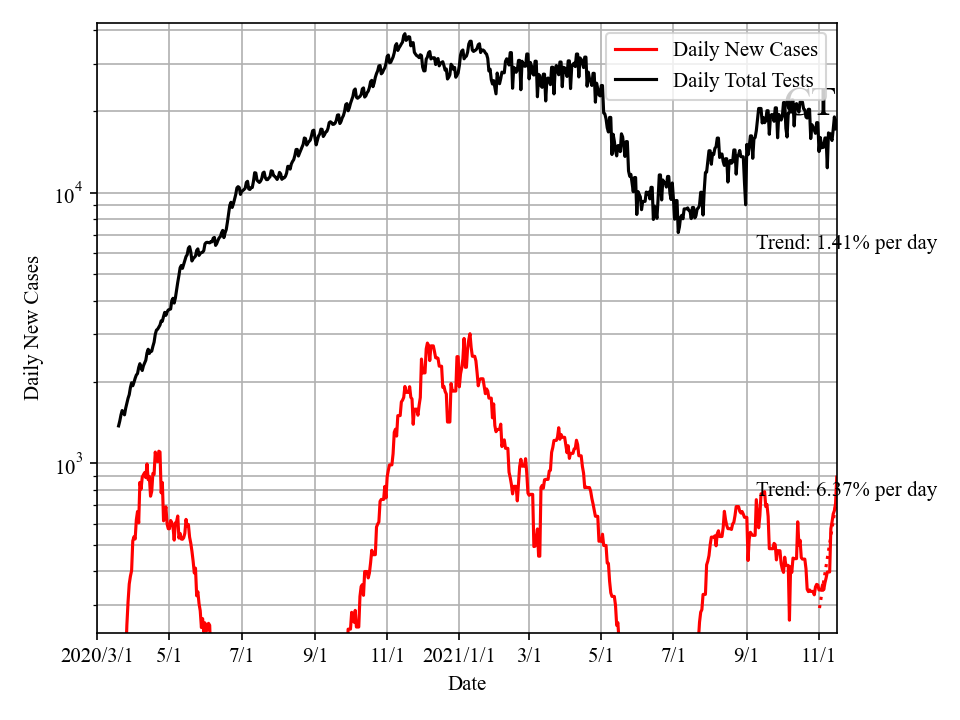 Daily New Cases
Daily Total Tests
CT
10^4
Trend: 1.41% per day
Daily New Cases
10^3
Trend: 6.37% per day
2020/3/1 5/1 7/1 9/1 11/1 2021/1/1 3/1 5/1 7/1 9/1 11/1
Date